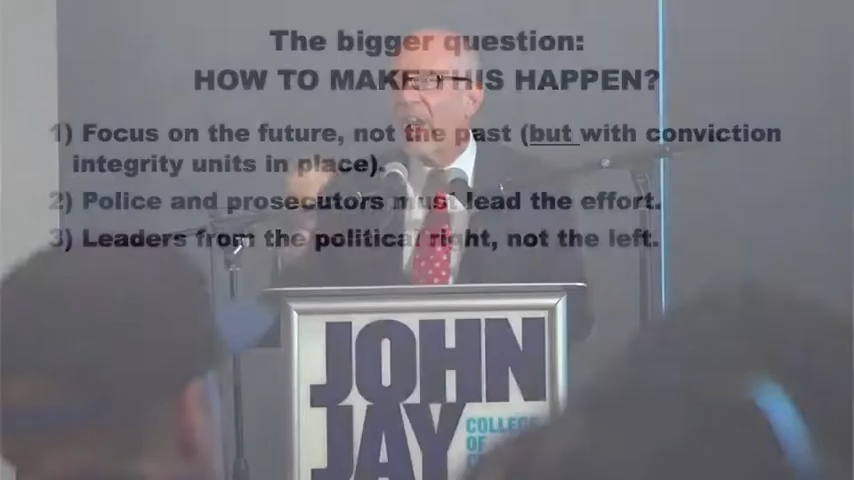 The bigger question:
HOW TO MAKE THIS HAPPEN?
1) Focus on the future, not the past (but with conviction
integrity units in place).
2) Police and prosecutors must lead the effort.
3) Leaders from the political right, not the left.
JOHN
JAY
COLLEGE
OF